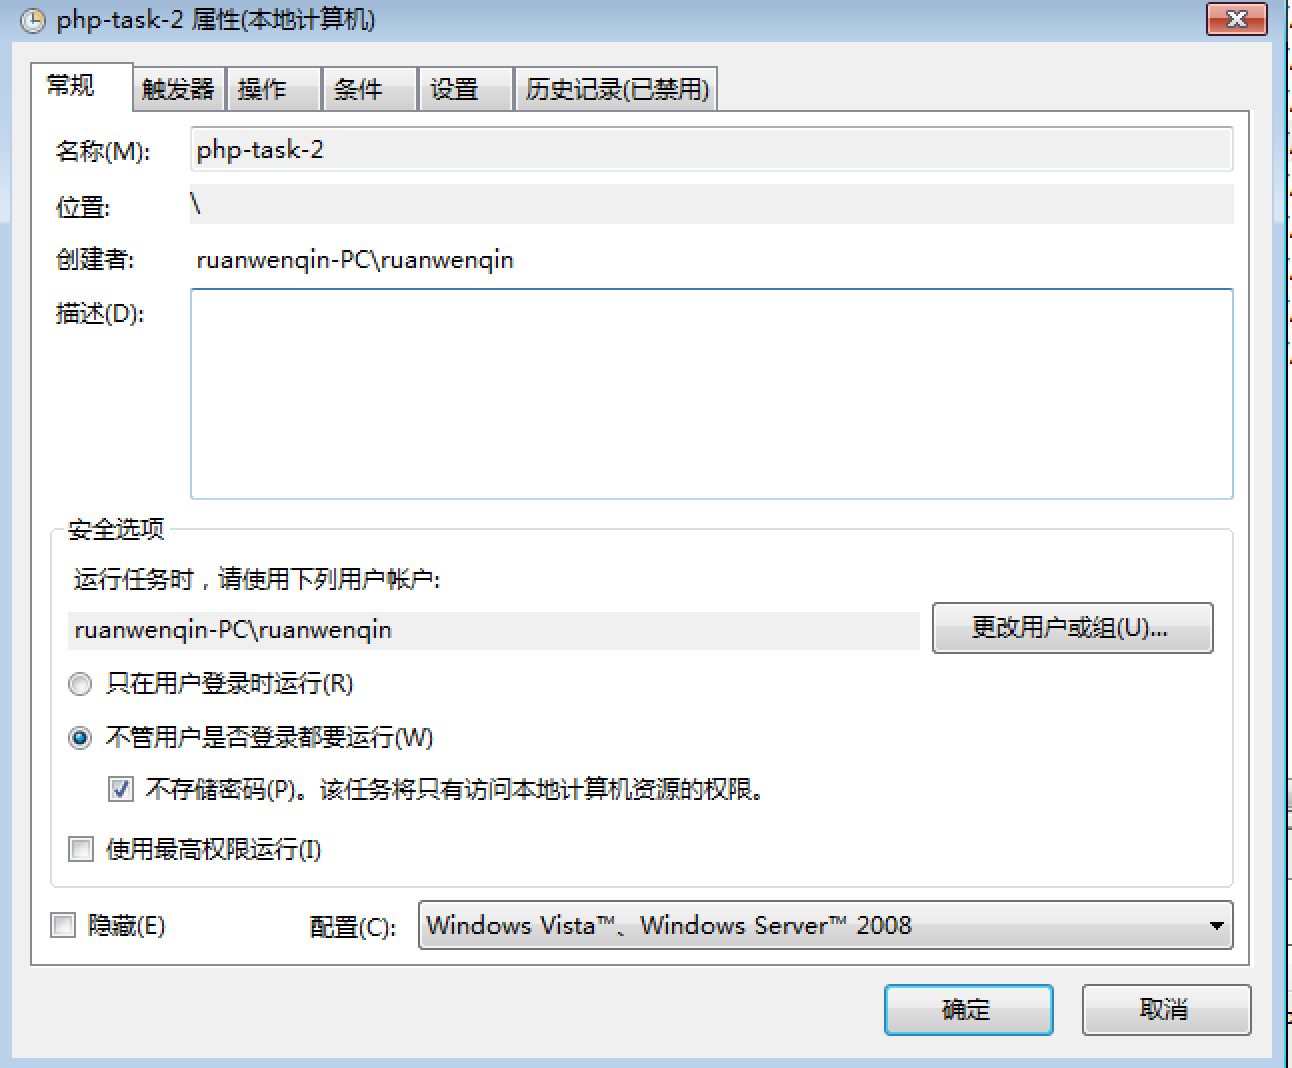 php-task-2 属性(本地计算机)
常规 触发器 操作 条件 设置 历史记录(已禁用)
名称(M): php-task-2
位置: \
创建者: ruanwenqin-PC\ruanwenqin
描述(D):
安全选项
运行任务时，请使用下列用户帐户:
ruanwenqin-PC\ruanwenqin 更改用户或组(U)...
只在用户登录时运行(R)
不管用户是否登录都要运行(W)
不存储密码(P)。该任务将只有访问本地计算机资源的权限。
使用最高权限运行(I)
隐藏(E) 配置(C): Windows Vista™、Windows Server™ 2008
确定 取消